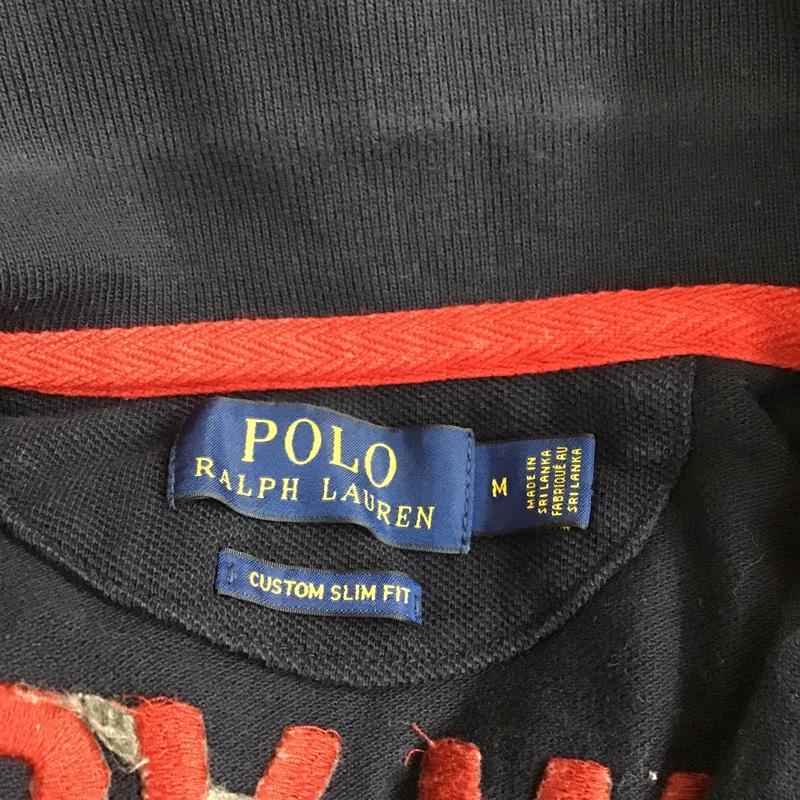 POLO
RALPH LAUREN
M
MADE IN
SRI LANKA
FABRIQUÉ AU
SRI LANKA
CUSTOM SLIM FIT